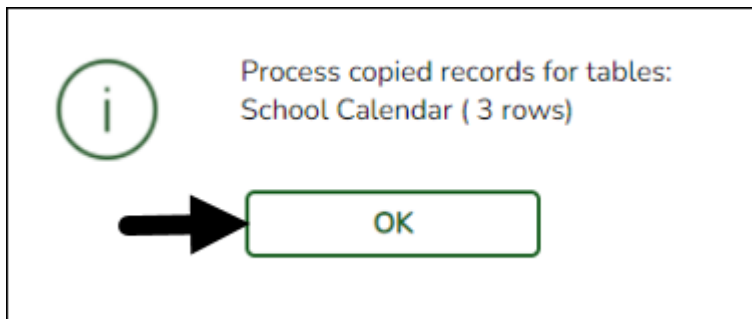 Process copied records for tables:
School Calendar ( 3 rows)
OK